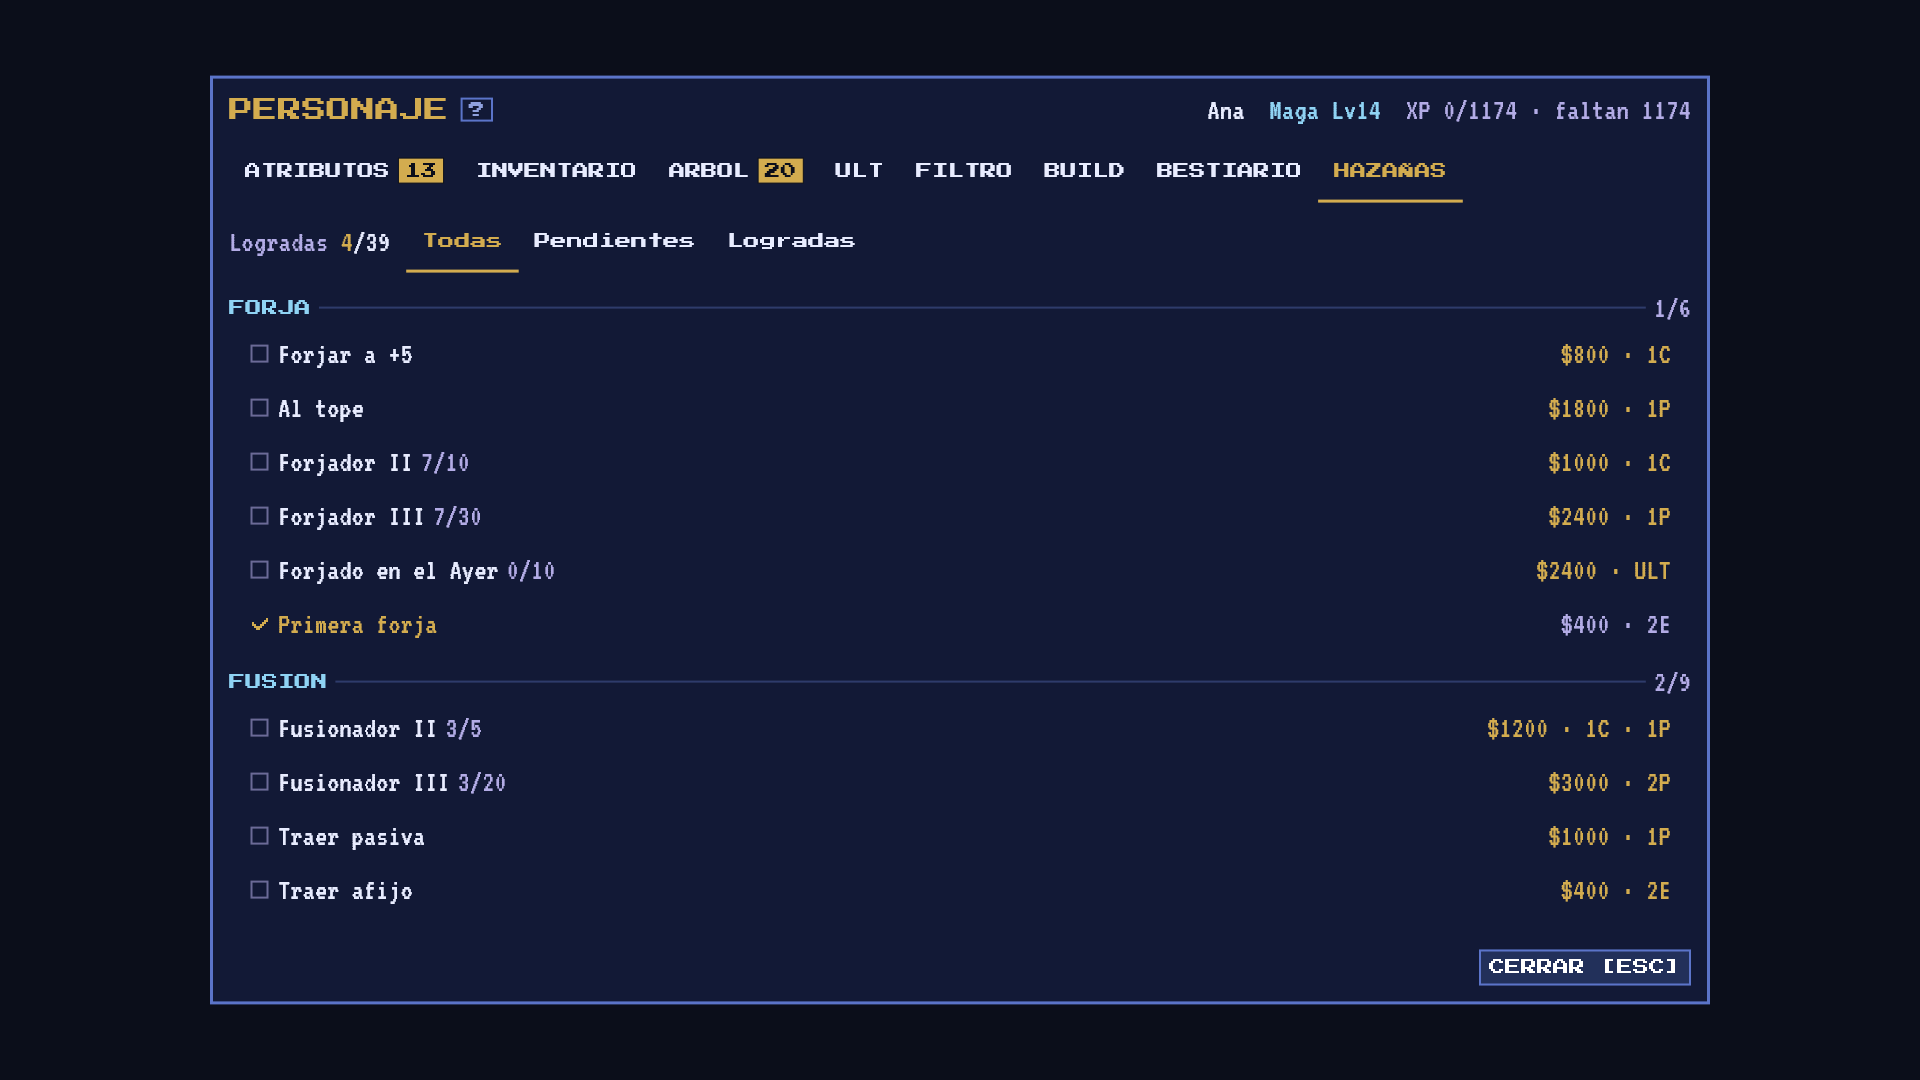 PERSONAJE ? Ana Maga Lv14 XP 0/1174 · faltan 1174
ATRIBUTOS 13 INVENTARIO ARBOL 20 ULT FILTRO BUILD BESTIARIO HAZAÑAS
Logradas 4/39 Todas Pendientes Logradas
FORJA 1/6
Forjar a +5 $800 · 1C
Al tope $1800 · 1P
Forjador II 7/10 $1000 · 1C
Forjador III 7/30 $2400 · 1P
Forjado en el Ayer 0/10 $2400 · ULT
Primera forja $400 · 2E
FUSION 2/9
Fusionador II 3/5 $1200 · 1C · 1P
Fusionador III 3/20 $3000 · 2P
Traer pasiva $1000 · 1P
Traer afijo $400 · 2E
CERRAR [ESC]